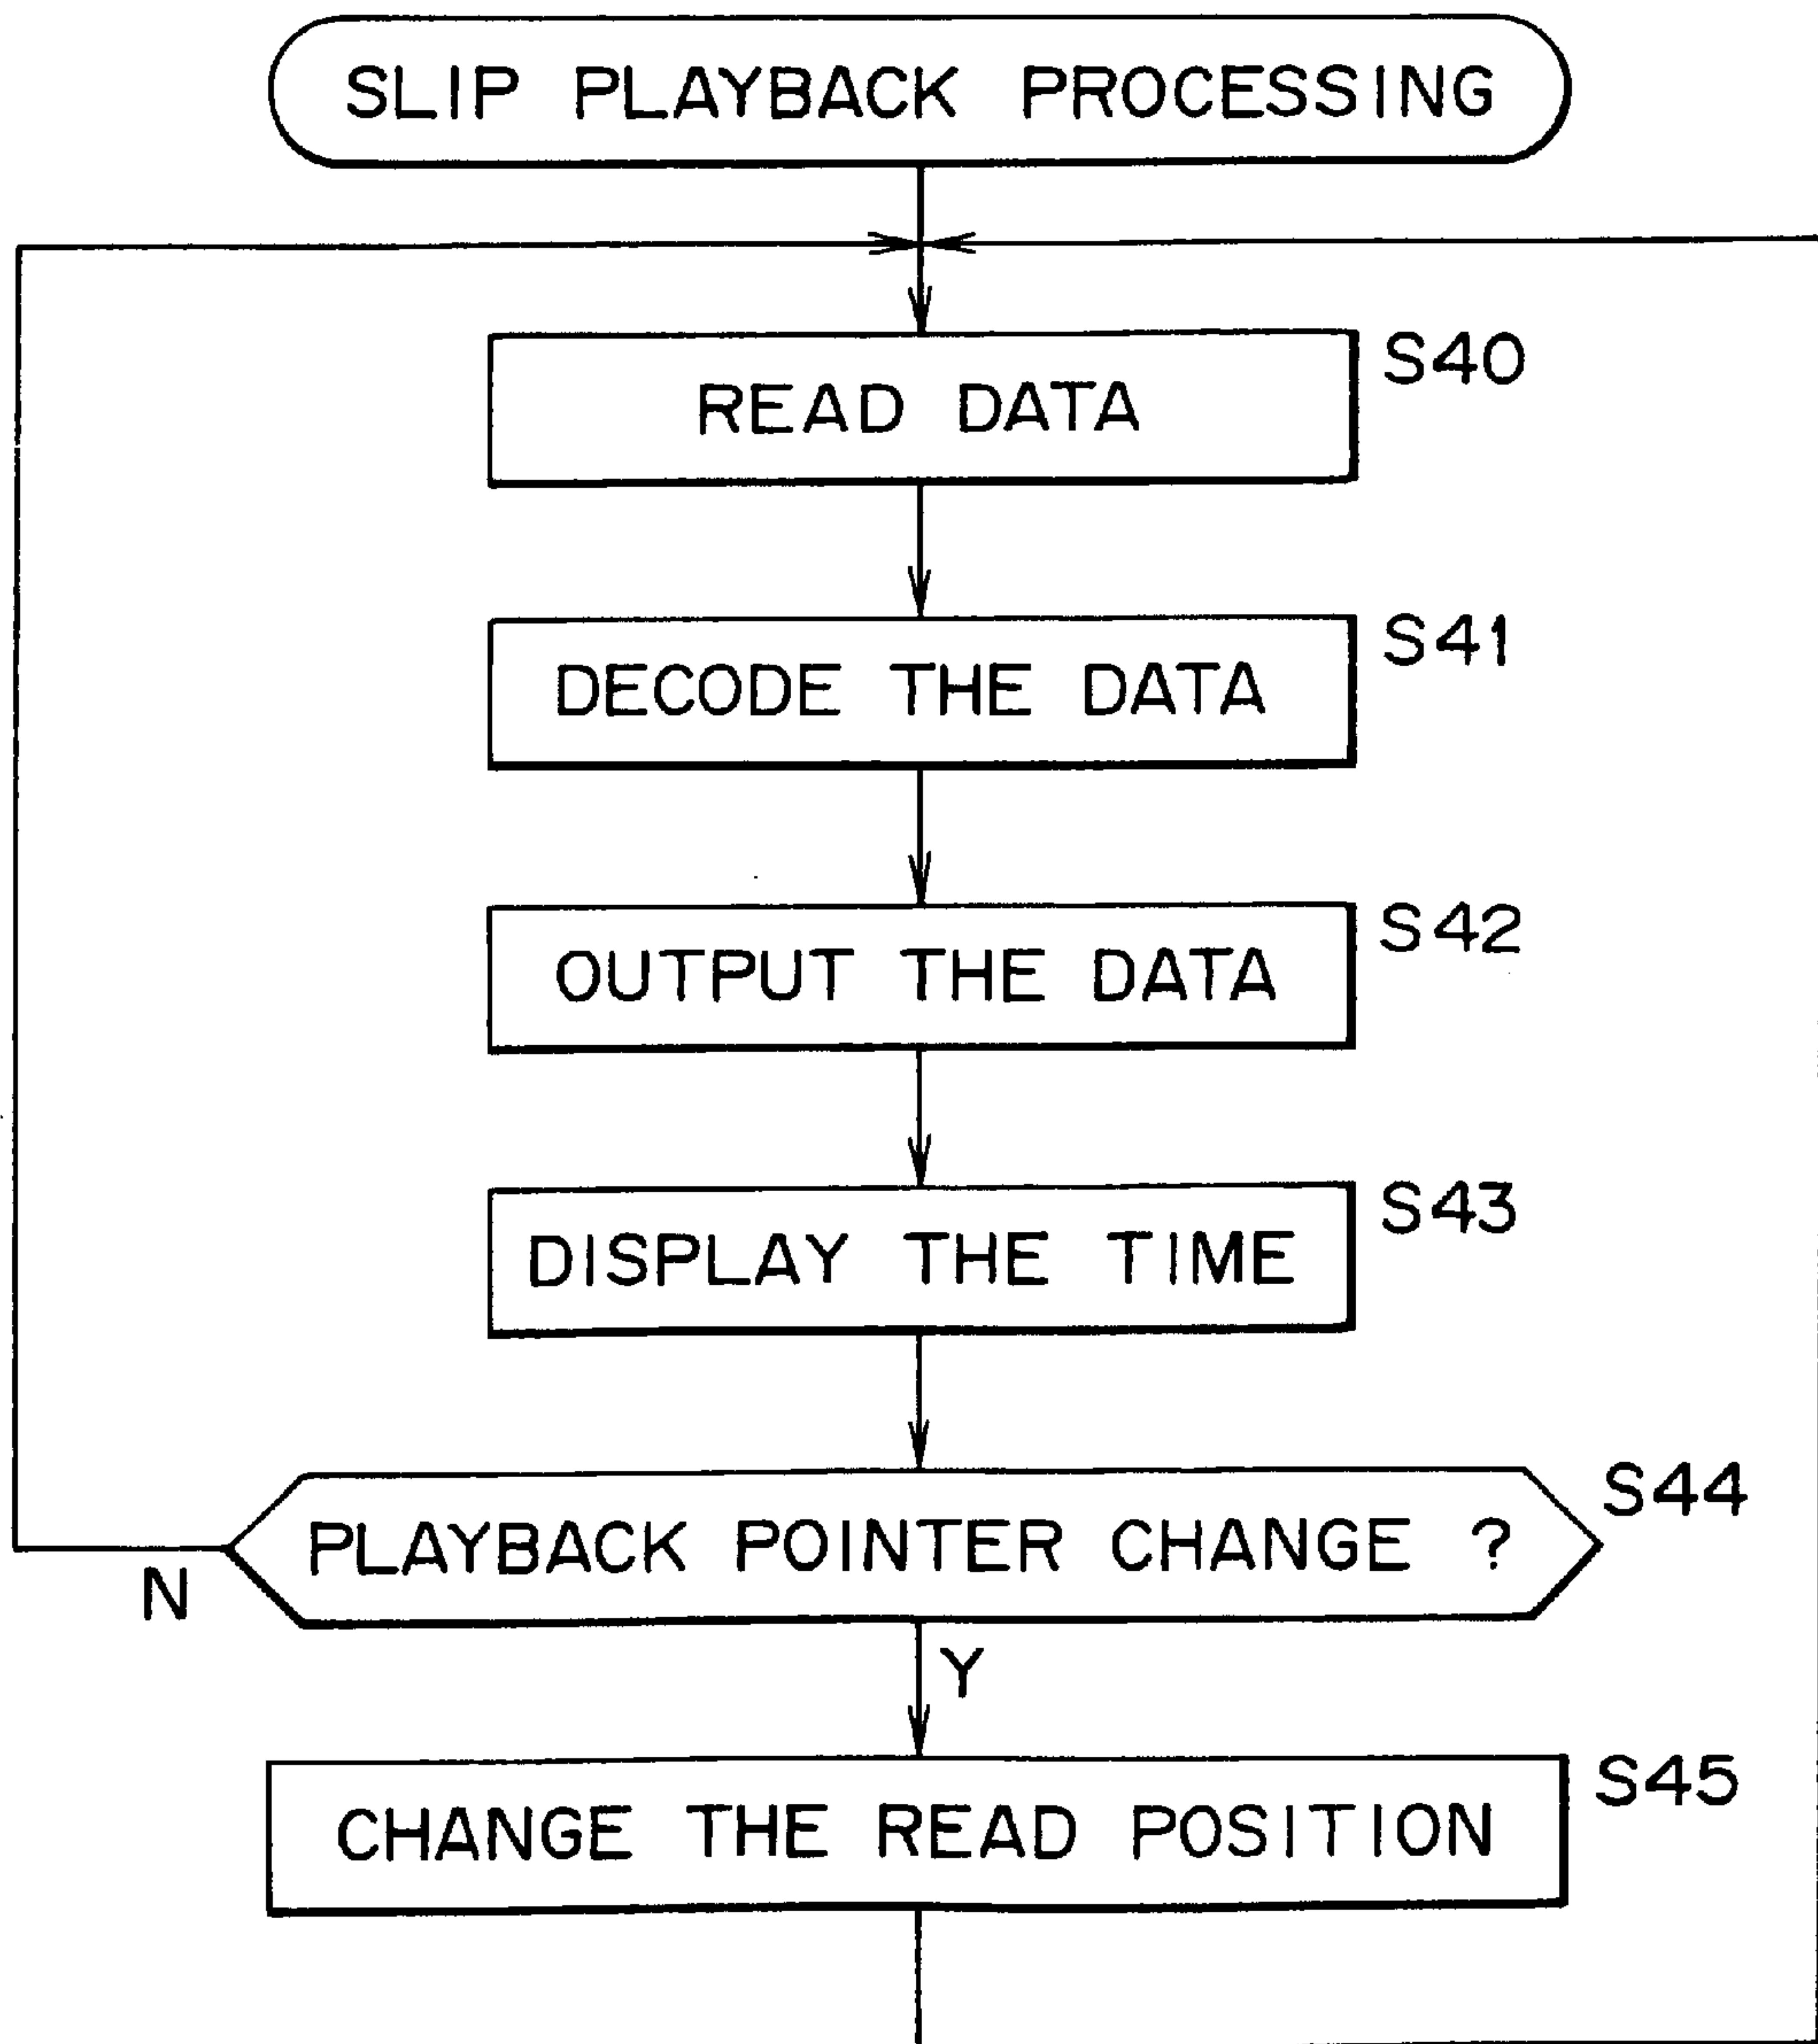 SLIP PLAYBACK PROCESSING
S40
READ DATA
S41
DECODE THE DATA
S42
OUTPUT THE DATA
S43
DISPLAY THE TIME
S44
PLAYBACK POINTER CHANGE ?
N
Y
S45
CHANGE THE READ POSITION